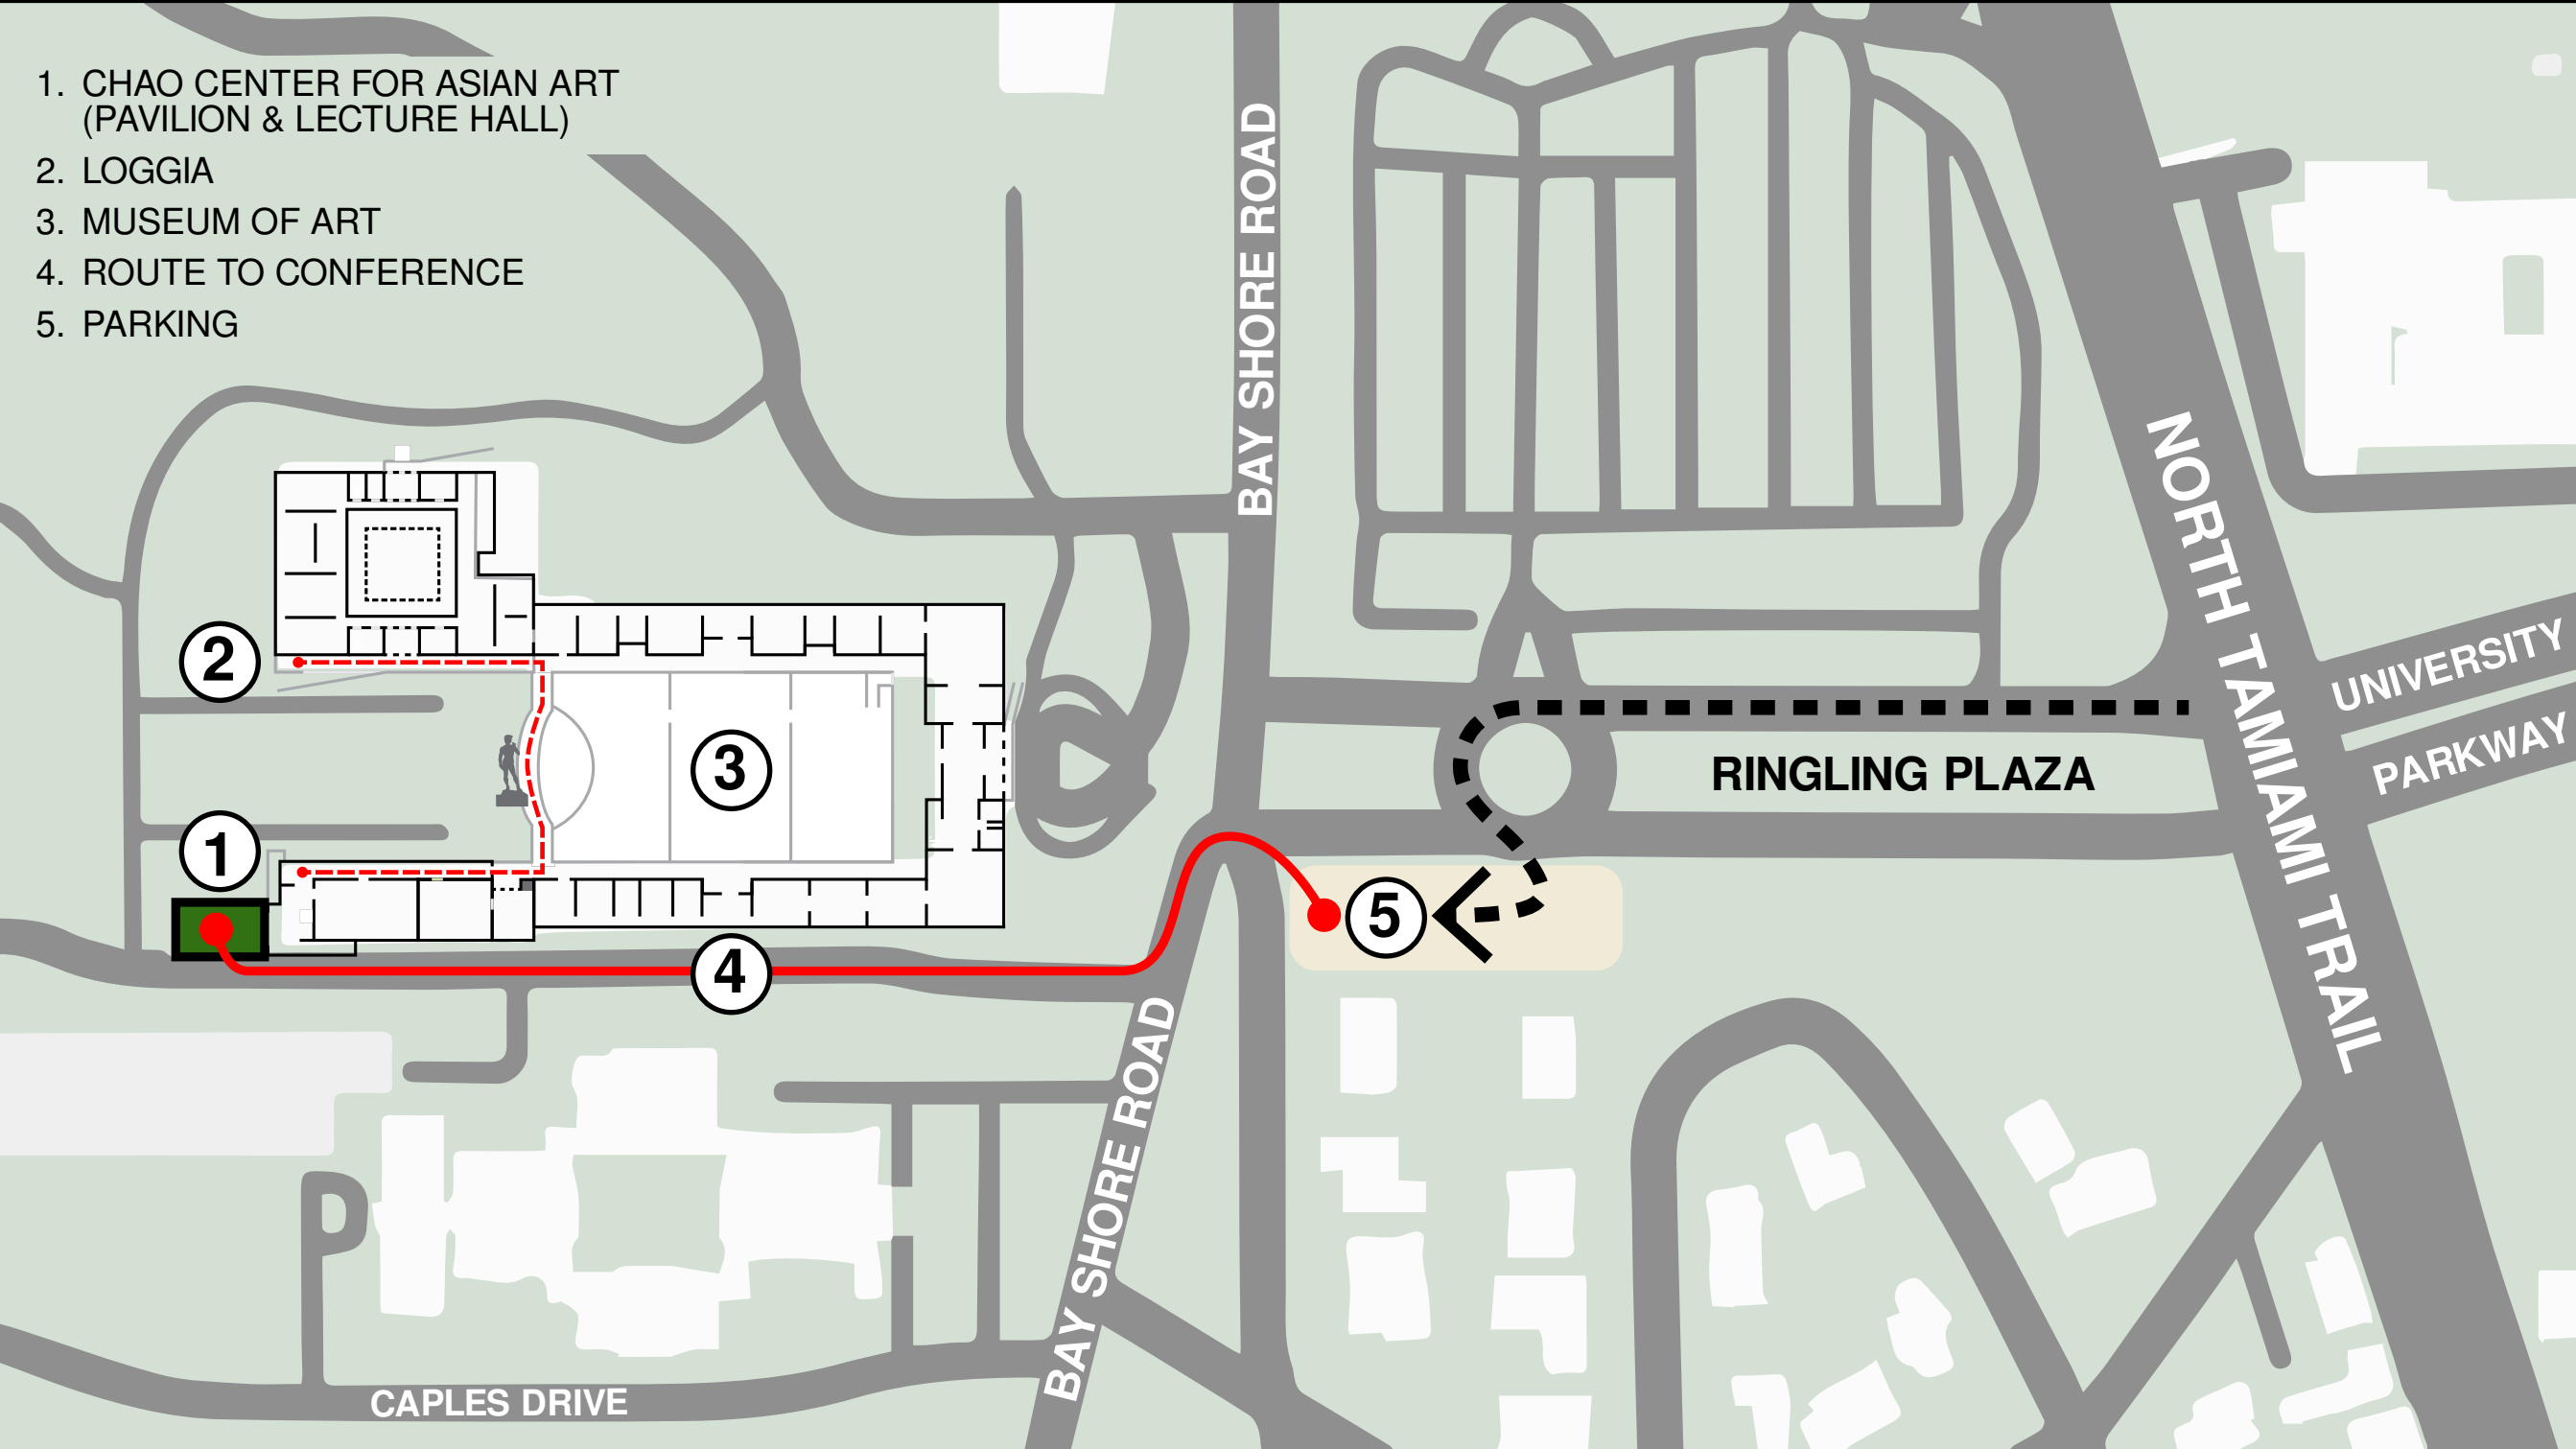 1. CHAO CENTER FOR ASIAN ART
(PAVILION & LECTURE HALL)
2. LOGGIA
3. MUSEUM OF ART
4. ROUTE TO CONFERENCE
5. PARKING
BAY SHORE ROAD
NORTH TAMIAMI TRAIL
UNIVERSITY
PARKWAY
RINGLING PLAZA
2
3
1
5
4
BAY SHORE ROAD
CAPLES DRIVE